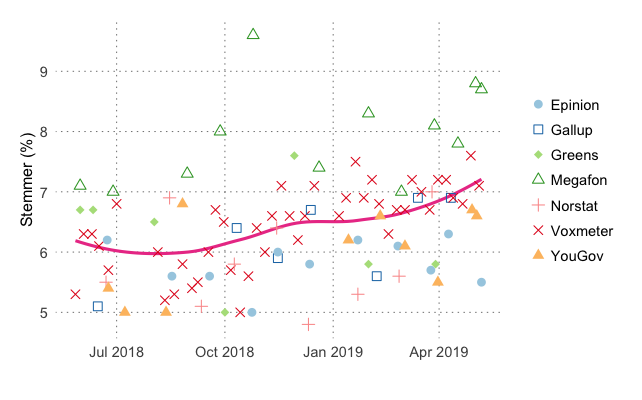 Stemmer (%)
9
8
7
6
5
Jul 2018
Oct 2018
Jan 2019
Apr 2019
Epinion
Gallup
Greens
Megafon
Norstat
Voxmeter
YouGov